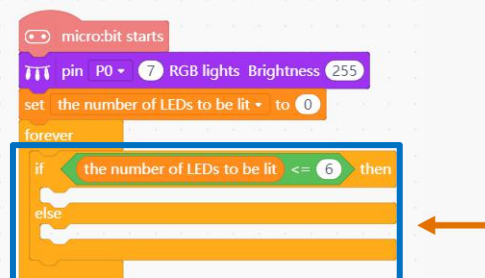 micro:bit starts
pin P0 7 RGB lights Brightness 255
set the number of LEDs to be lit to 0
forever
if the number of LEDs to be lit <= 6 then
else